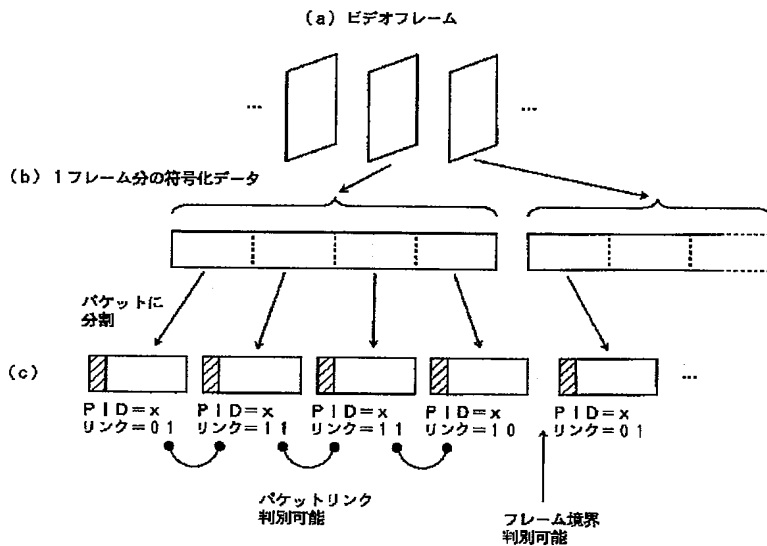 (a) ビデオフレーム
… …
(b) 1フレーム分の符号化データ
パケットに
分割
(c) …
PID=x PID=x PID=x PID=x PID=x
リンク=01 リンク=11 リンク=11 リンク=10 リンク=01
パケットリンク
判別可能
フレーム境界
判別可能